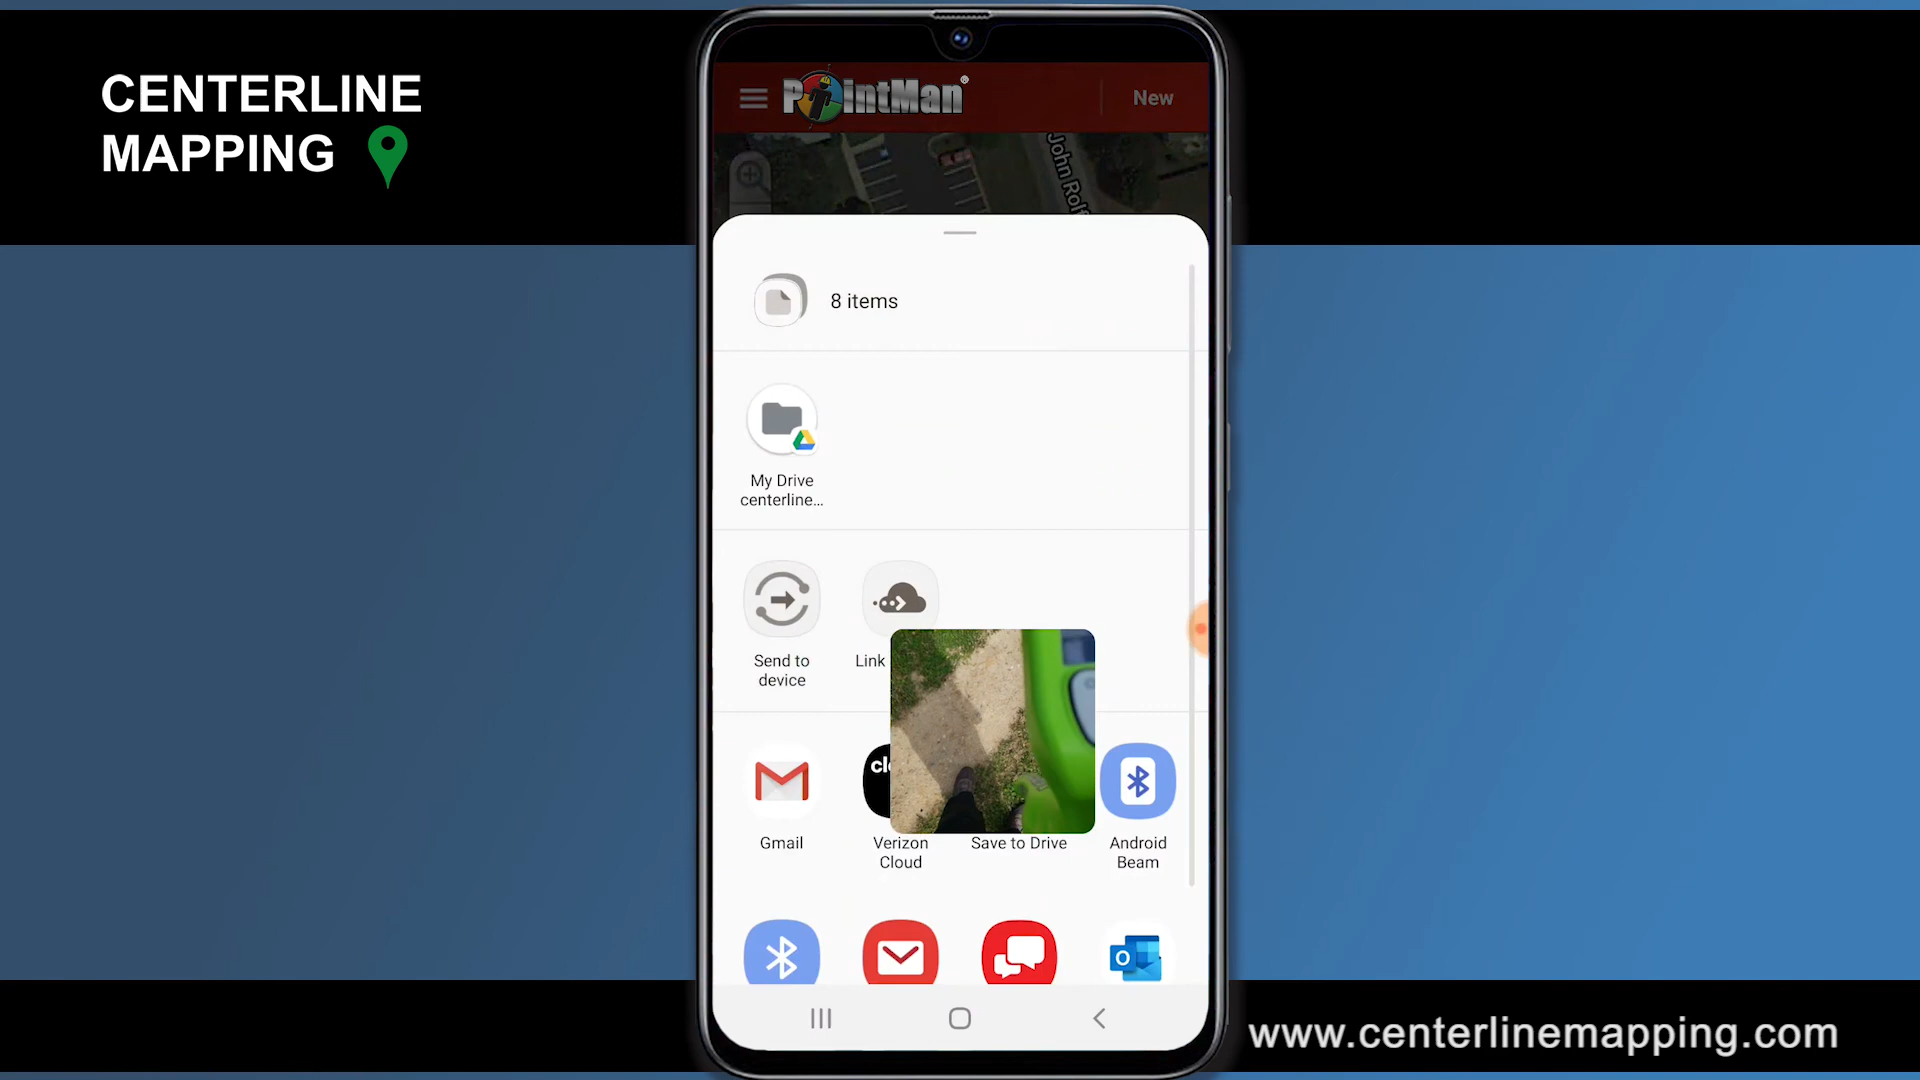 CENTERLINE
MAPPING
PointMan®
New
John Rolf
8 items
My Drive
centerline...
Send to
device
Link
Gmail
Verizon
Cloud
Save to Drive
Android
Beam
www.centerlinemapping.com